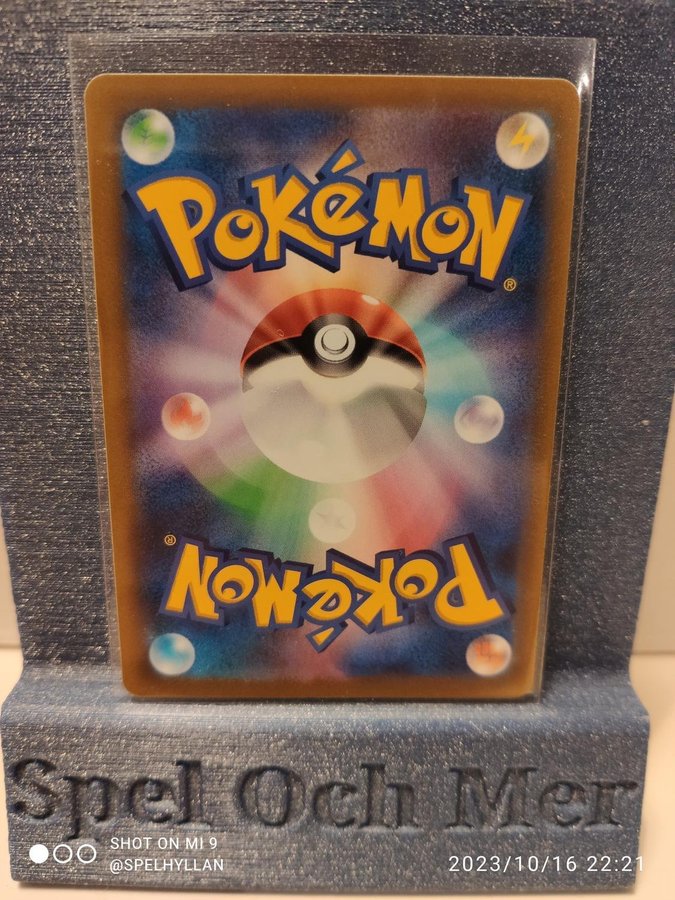 POKÉMON
®
®
POKÉMON
Spel Och Mer
SHOT ON MI 9
@SPELHYLLAN
2023/10/16 22:21